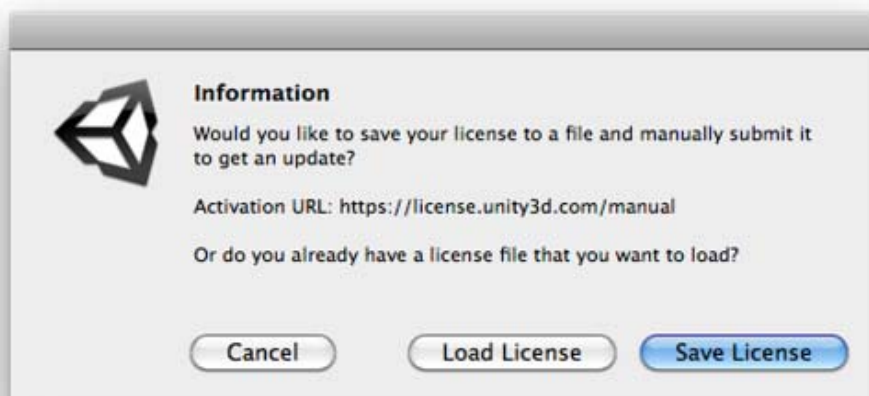 Information
Would you like to save your license to a file and manually submit it
to get an update?
Activation URL: https://license.unity3d.com/manual
Or do you already have a license file that you want to load?
Cancel Load License Save License